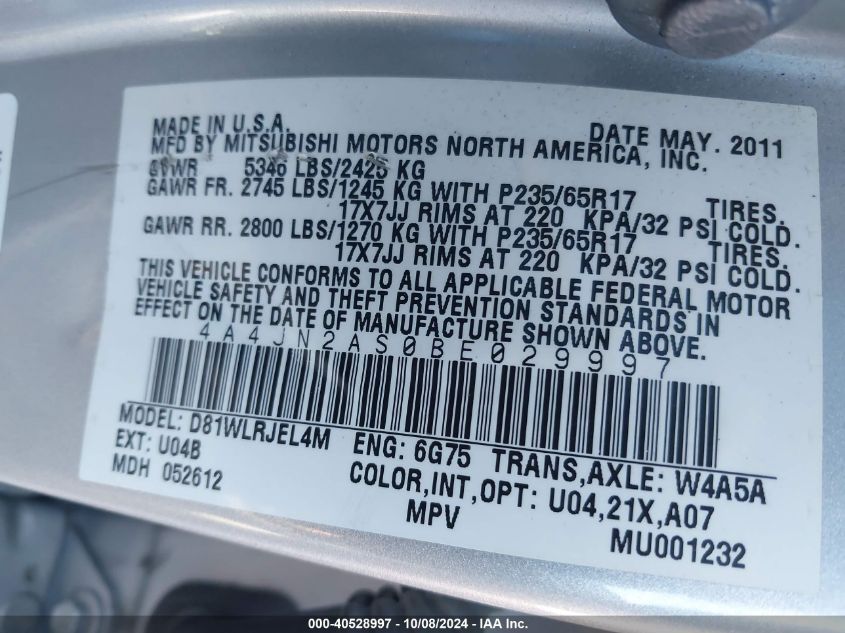 MADE IN U.S.A. DATE MAY. 2011
MFD BY MITSUBISHI MOTORS NORTH AMERICA, INC.
GVWR 5346 LBS/2425 KG
GAWR FR. 2745 LBS/1245 KG WITH P235/65R17 TIRES.
17X7JJ RIMS AT 220 KPA/32 PSI COLD.
GAWR RR. 2800 LBS/1270 KG WITH P235/65R17 TIRES.
17X7JJ RIMS AT 220 KPA/32 PSI COLD.
THIS VEHICLE CONFORMS TO ALL APPLICABLE FEDERAL MOTOR
VEHICLE SAFETY AND THEFT PREVENTION STANDARDS IN
EFFECT ON THE DATE OF MANUFACTURE SHOWN ABOVE.
4A4JN2AS0BE029997
MODEL: D81WLRJEL4M ENG: 6G75 TRANS,AXLE: W4A5A
EXT: U04B COLOR,INT,OPT: U04,21X,A07
MDH 052612 MPV MU001232
000-40528997 - 10/08/2024 - IAA Inc.